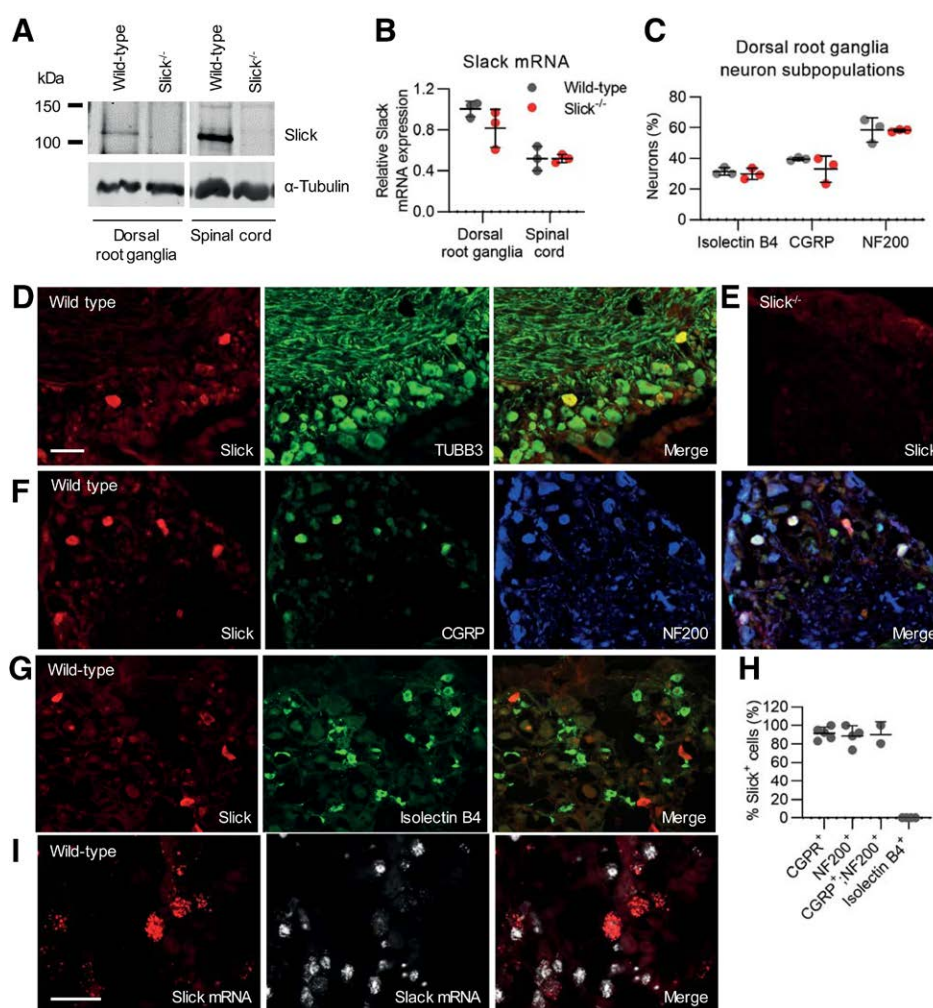 A
kDa
Wild-type
Slick-/-
Wild-type
Slick-/-
150
100
Slick
α-Tubulin
Dorsal
root ganglia
Spinal cord
B
Slack mRNA
Wild-type
Slick-/-
Relative Slack
mRNA expression
1.2
0.8
0.4
0.0
Dorsal
root ganglia
Spinal
cord
C
Dorsal root ganglia
neuron subpopulations
Neurons (%)
80
60
40
20
0
Isolectin B4
CGRP
NF200
D
Wild type
Slick
TUBB3
Merge
E
Slick-/-
Slick
F
Wild type
Slick
CGRP
NF200
Merge
G
Wild-type
Slick
Isolectin B4
Merge
H
% Slick+ cells (%)
100
80
60
40
20
0
CGPR+
NF200+
CGRP+;NF200+
Isolectin B4+
I
Wild-type
Slick mRNA
Slack mRNA
Merge